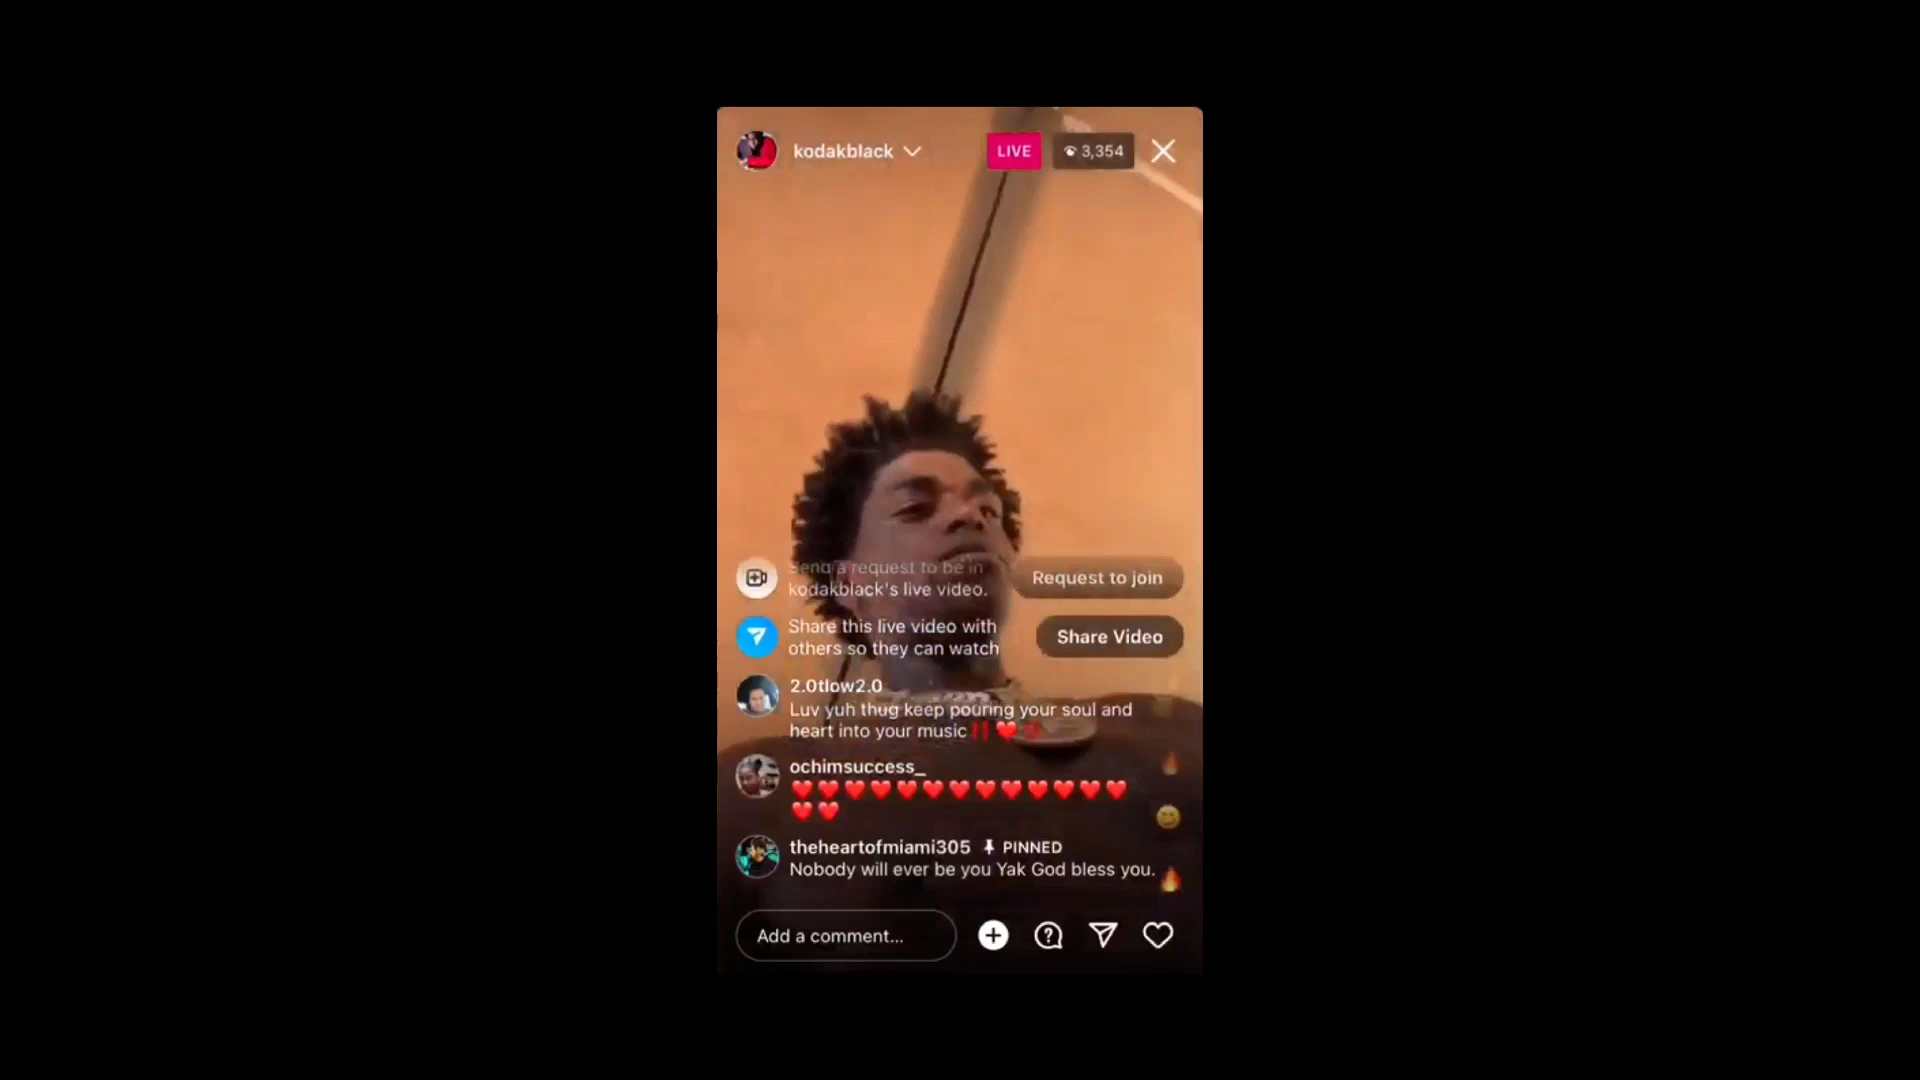 kodakblack
LIVE
3,354
Send a request to be in
kodakblack's live video.
Request to join
Share this live video with
others so they can watch
Share Video
2.0tlow2.0
Luv yuh thug keep pouring your soul and
heart into your music‼️❤️💯
ochimsuccess_
❤️❤️❤️❤️❤️❤️❤️❤️❤️❤️❤️❤️❤️
❤️❤️
theheartofmiami305 PINNED
Nobody will ever be you Yak God bless you.
Add a comment...